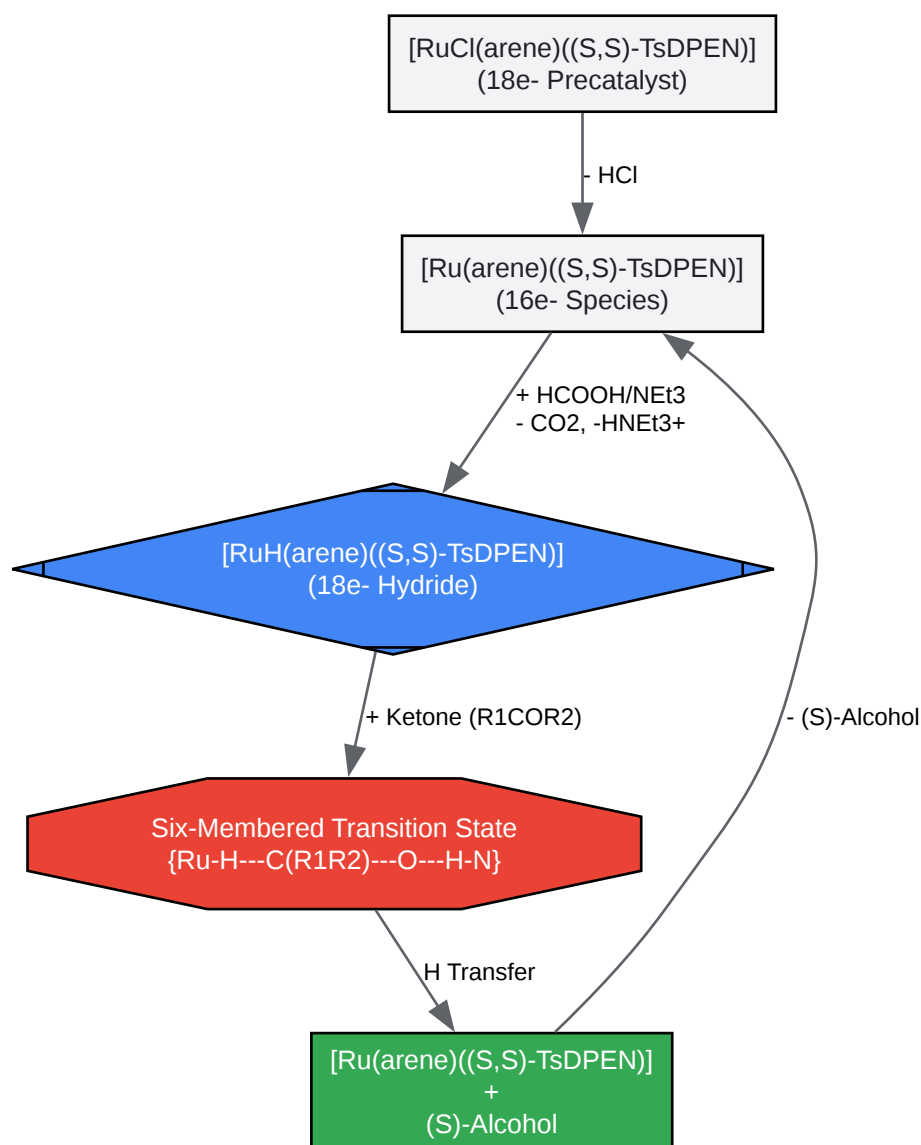 [RuCl(arene)((S,S)-TsDPEN)]
(18e- Precatalyst)
- HCl
[Ru(arene)((S,S)-TsDPEN)]
(16e- Species)
+ HCOOH/NEt3
- CO2, -HNEt3+
[RuH(arene)((S,S)-TsDPEN)]
(18e- Hydride)
+ Ketone (R1COR2)
- (S)-Alcohol
Six-Membered Transition State
{Ru-H---C(R1R2)---O---H-N}
H Transfer
[Ru(arene)((S,S)-TsDPEN)]
+
(S)-Alcohol